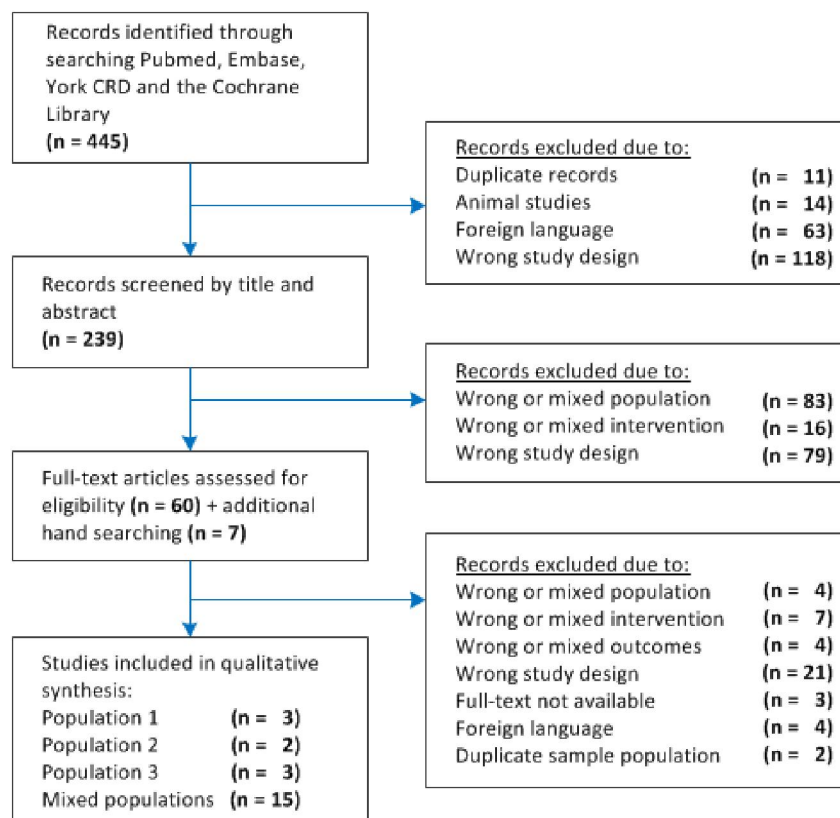 Records identified through
searching Pubmed, Embase,
York CRD and the Cochrane
Library
(n = 445)
Records excluded due to:
Duplicate records (n = 11)
Animal studies (n = 14)
Foreign language (n = 63)
Wrong study design (n = 118)
Records screened by title and
abstract
(n = 239)
Records excluded due to:
Wrong or mixed population (n = 83)
Wrong or mixed intervention (n = 16)
Wrong study design (n = 79)
Full-text articles assessed for
eligibility (n = 60) + additional
hand searching (n = 7)
Records excluded due to:
Wrong or mixed population (n = 4)
Wrong or mixed intervention (n = 7)
Wrong or mixed outcomes (n = 4)
Wrong study design (n = 21)
Full-text not available (n = 3)
Foreign language (n = 4)
Duplicate sample population (n = 2)
Studies included in qualitative
synthesis:
Population 1 (n = 3)
Population 2 (n = 2)
Population 3 (n = 3)
Mixed populations (n = 15)